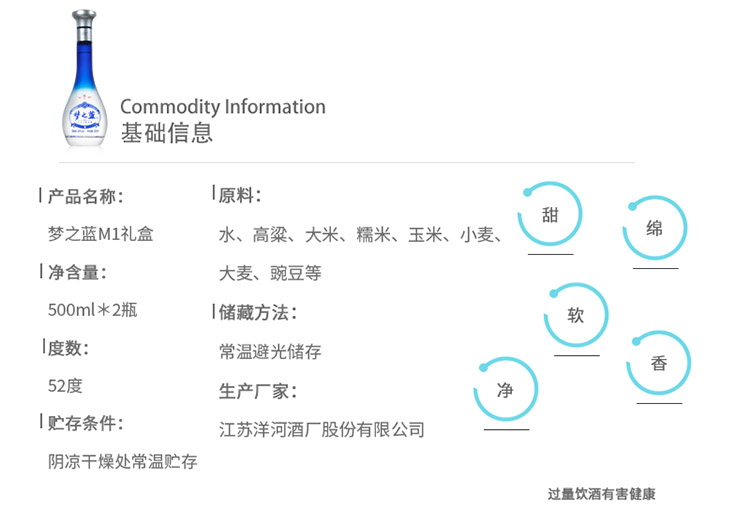 梦之蓝
Commodity Information
基础信息
产品名称：
梦之蓝M1礼盒
净含量：
500ml＊2瓶
度数：
52度
贮存条件：
阴凉干燥处常温贮存
原料：
水、高粱、大米、糯米、玉米、小麦、
大麦、豌豆等
储藏方法：
常温避光储存
生产厂家：
江苏洋河酒厂股份有限公司
甜
绵
软
香
净
过量饮酒有害健康